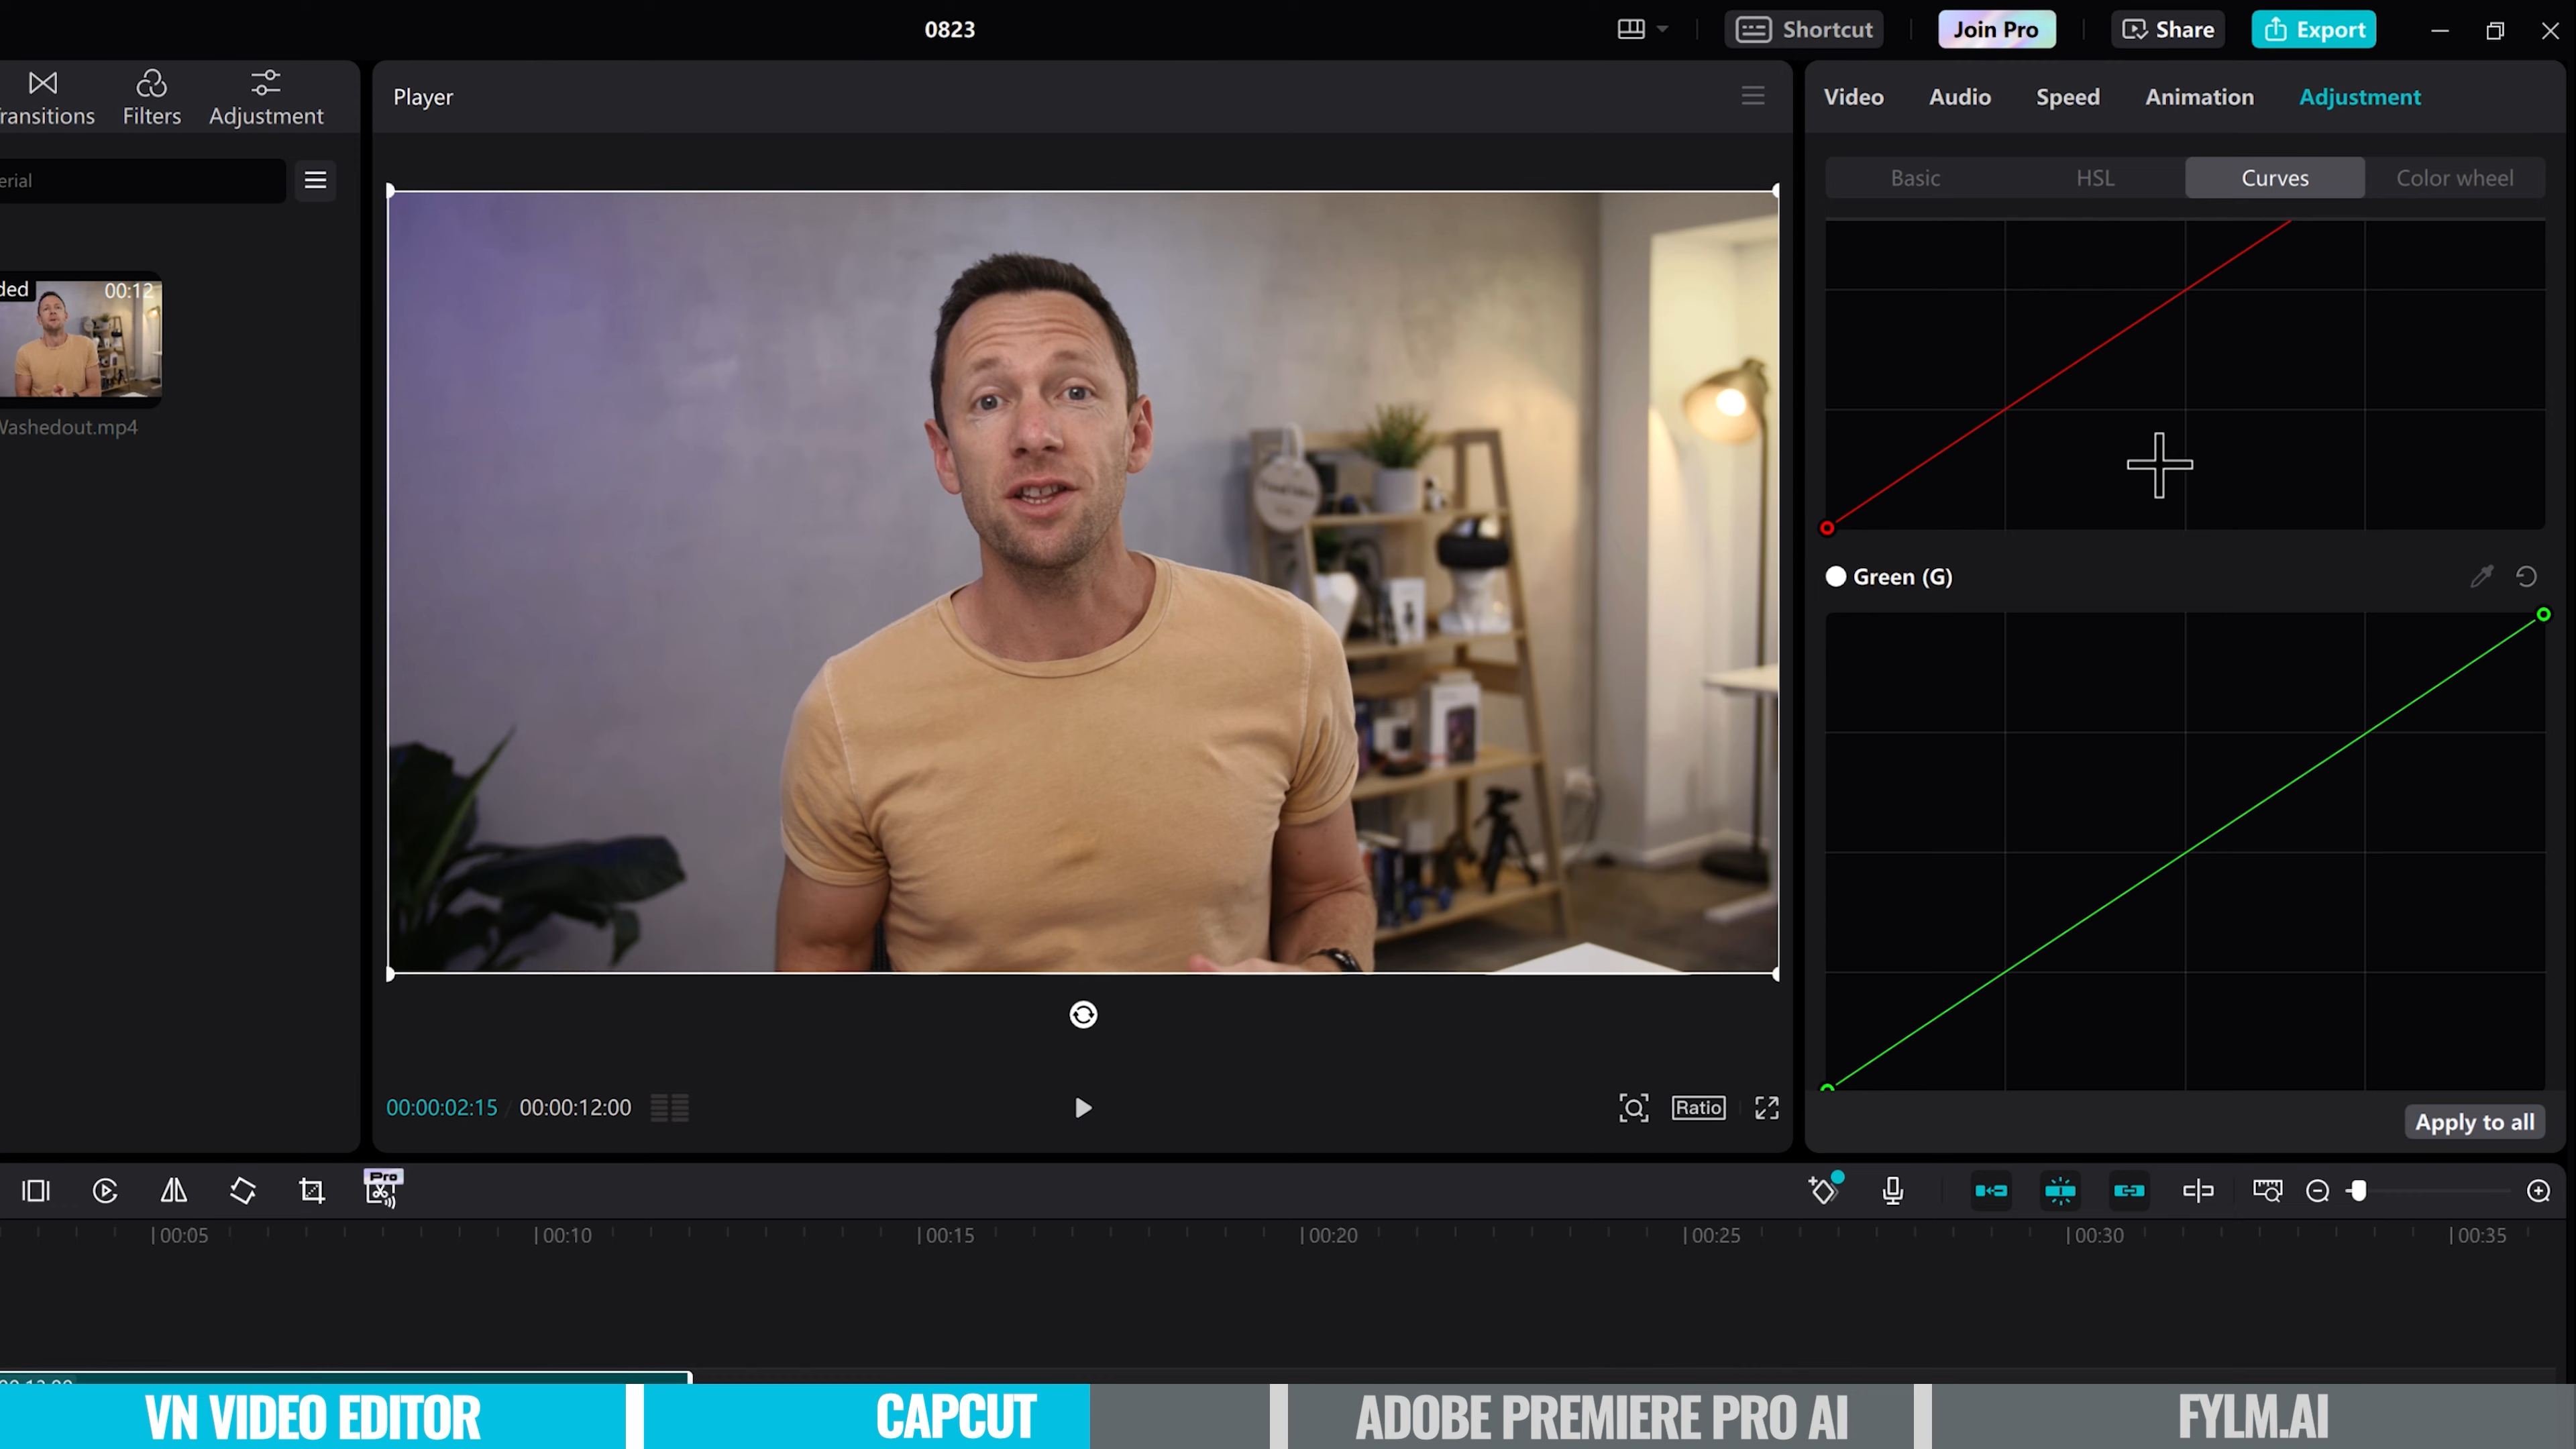 0823
Shortcut
Join Pro
Share
Export
ransitions
Filters
Adjustment
Player
Video
Audio
Speed
Animation
Adjustment
erial
Basic
HSL
Curves
Color wheel
ded
00:12
Washedout.mp4
Green (G)
00:00:02:15 / 00:00:12:00
Ratio
Apply to all
Pro
00:05
00:10
00:15
00:20
00:25
00:30
00:35
VN VIDEO EDITOR
CAPCUT
ADOBE PREMIERE PRO AI
FYLM.AI